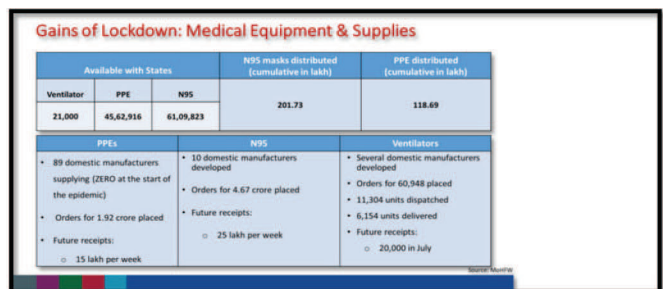 Gains of Lockdown: Medical Equipment & Supplies
Available with States
N95 masks distributed
(cumulative in lakh)
PPE distributed
(cumulative in lakh)
Ventilator PPE N95
201.73
118.69
21,000 45,62,916 61,09,823
PPEs
• 89 domestic manufacturers
supplying (ZERO at the start of
the epidemic)
• Orders for 1.92 crore placed
• Future receipts:
o 15 lakh per week
N95
• 10 domestic manufacturers
developed
• Orders for 4.67 crore placed
• Future receipts:
o 25 lakh per week
Ventilators
• Several domestic manufacturers
developed
• Orders for 60,948 placed
• 11,304 units dispatched
• 6,154 units delivered
• Future receipts:
o 20,000 in July
Source: MoHFW